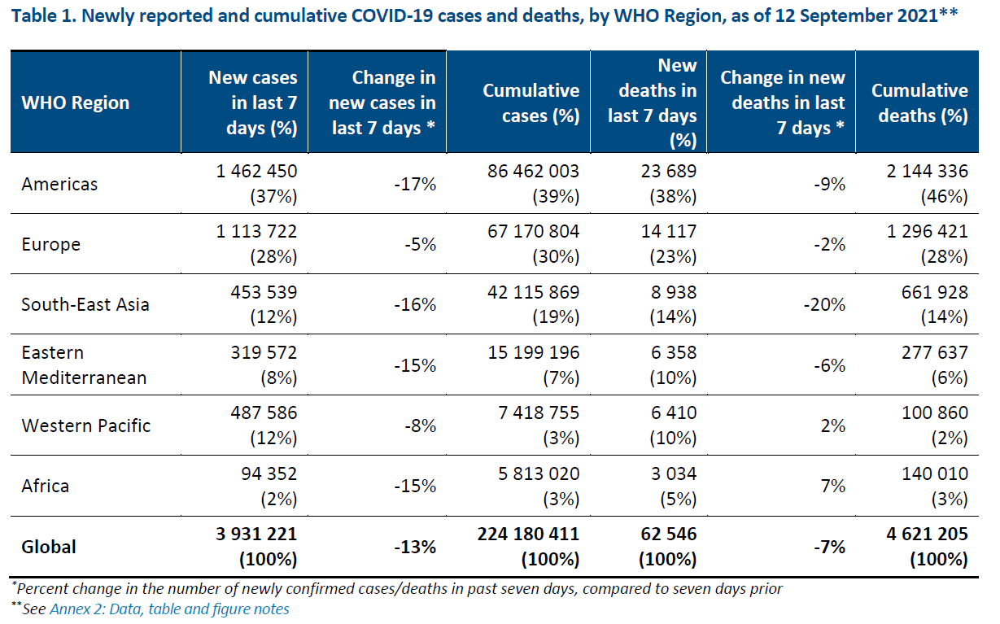 Table 1. Newly reported and cumulative COVID-19 cases and deaths, by WHO Region, as of 12 September 2021**
WHO Region
New cases
in last 7
days (%)
Change in
new cases in
last 7 days *
Cumulative
cases (%)
New
deaths in
last 7 days
(%)
Change in new
deaths in last
7 days *
Cumulative
deaths (%)
Americas
1 462 450
(37%)
-17%
86 462 003
(39%)
23 689
(38%)
-9%
2 144 336
(46%)
Europe
1 113 722
(28%)
-5%
67 170 804
(30%)
14 117
(23%)
-2%
1 296 421
(28%)
South-East Asia
453 539
(12%)
-16%
42 115 869
(19%)
8 938
(14%)
-20%
661 928
(14%)
Eastern
Mediterranean
319 572
(8%)
-15%
15 199 196
(7%)
6 358
(10%)
-6%
277 637
(6%)
Western Pacific
487 586
(12%)
-8%
7 418 755
(3%)
6 410
(10%)
2%
100 860
(2%)
Africa
94 352
(2%)
-15%
5 813 020
(3%)
3 034
(5%)
7%
140 010
(3%)
Global
3 931 221
(100%)
-13%
224 180 411
(100%)
62 546
(100%)
-7%
4 621 205
(100%)
*Percent change in the number of newly confirmed cases/deaths in past seven days, compared to seven days prior
**See Annex 2: Data, table and figure notes